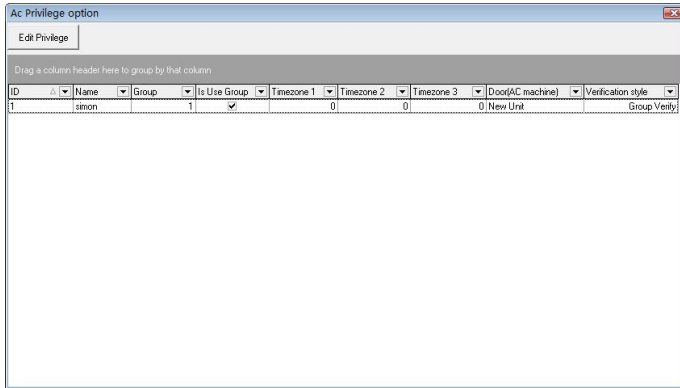 Ac Privilege option
Edit Privilege
Drag a column header here to group by that column
ID Name Group Is Use Group Timezone 1 Timezone 2 Timezone 3 Door(AC machine) Verification style
1 simon 1 0 0 0 New Unit Group Verify